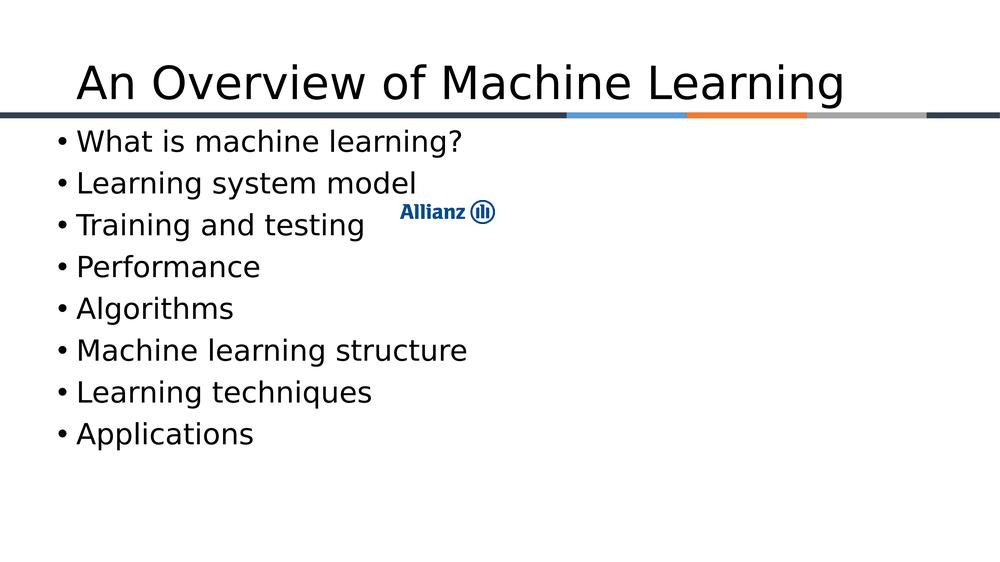 An Overview of Machine Learning
• What is machine learning?
• Learning system model
Allianz
• Training and testing
• Performance
• Algorithms
• Machine learning structure
• Learning techniques
• Applications